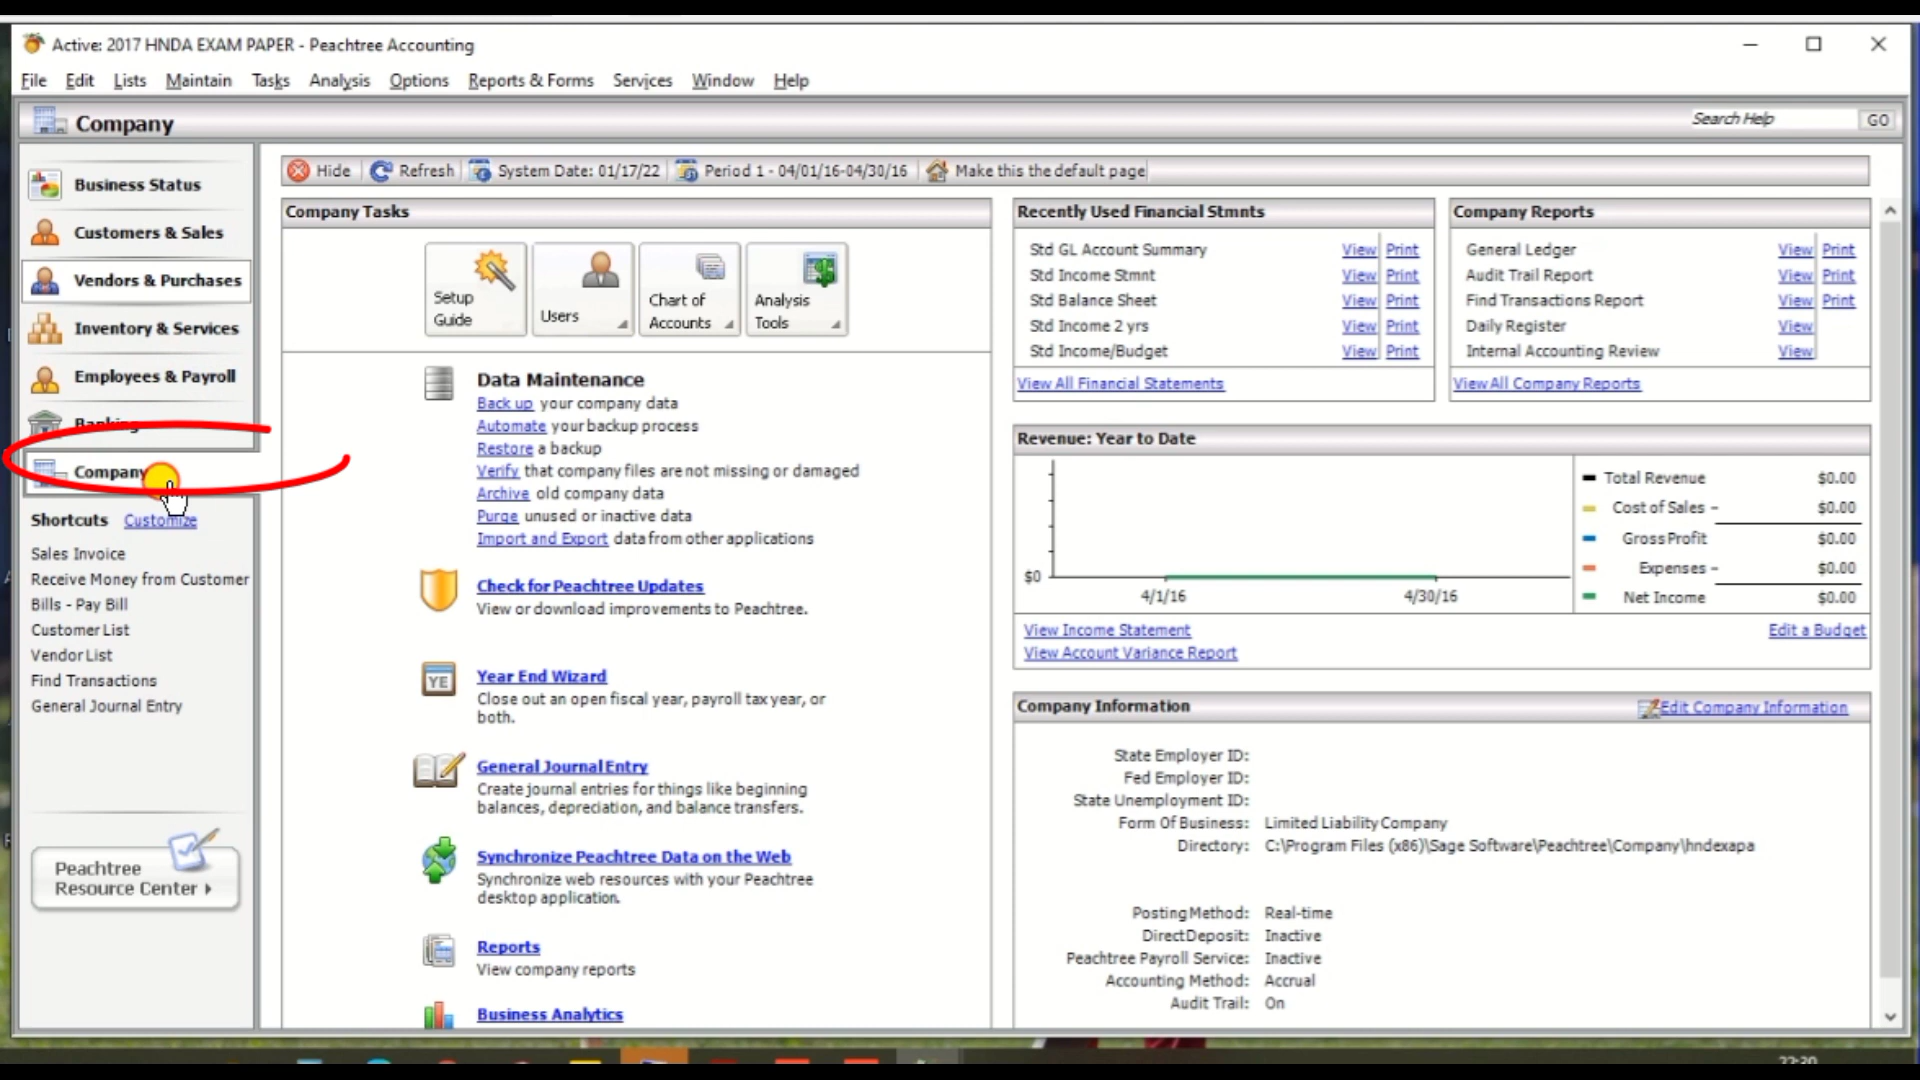 Active: 2017 HNDA EXAM PAPER - Peachtree Accounting
File Edit Lists Maintain Tasks Analysis Options Reports & Forms Services Window Help
Company
Search Help GO
Business Status
Customers & Sales
Vendors & Purchases
Inventory & Services
Employees & Payroll
Banking
Company
Shortcuts Customize
Sales Invoice
Receive Money from Customer
Bills - Pay Bill
Customer List
Vendor List
Find Transactions
General Journal Entry
Peachtree
Resource Center
Hide Refresh System Date: 01/17/22 Period 1 - 04/01/16-04/30/16 Make this the default page
Company Tasks
Setup
Guide
Users
Chart of
Accounts
Analysis
Tools
Data Maintenance
Back up your company data
Automate your backup process
Restore a backup
Verify that company files are not missing or damaged
Archive old company data
Purge unused or inactive data
Import and Export data from other applications
Check for Peachtree Updates
View or download improvements to Peachtree.
YE
Year End Wizard
Close out an open fiscal year, payroll tax year, or
both.
General Journal Entry
Create journal entries for things like beginning
balances, depreciation, and balance transfers.
Synchronize Peachtree Data on the Web
Synchronize web resources with your Peachtree
desktop application.
Reports
View company reports
Business Analytics
Recently Used Financial Stmnts
Std GL Account Summary View Print
Std Income Stmnt View Print
Std Balance Sheet View Print
Std Income 2 yrs View Print
Std Income/Budget View Print
View All Financial Statements
Company Reports
General Ledger View Print
Audit Trail Report View Print
Find Transactions Report View Print
Daily Register View
Internal Accounting Review View
View All Company Reports
Revenue: Year to Date
$0
4/1/16 4/30/16
Total Revenue $0.00
Cost of Sales - $0.00
Gross Profit $0.00
Expenses - $0.00
Net Income $0.00
View Income Statement Edit a Budget
View Account Variance Report
Company Information Edit Company Information
State Employer ID:
Fed Employer ID:
State Unemployment ID:
Form Of Business: Limited Liability Company
Directory: C:\Program Files (x86)\Sage Software\Peachtree\Company\hndexapa
Posting Method: Real-time
Direct Deposit: Inactive
Peachtree Payroll Service: Inactive
Accounting Method: Accrual
Audit Trail: On